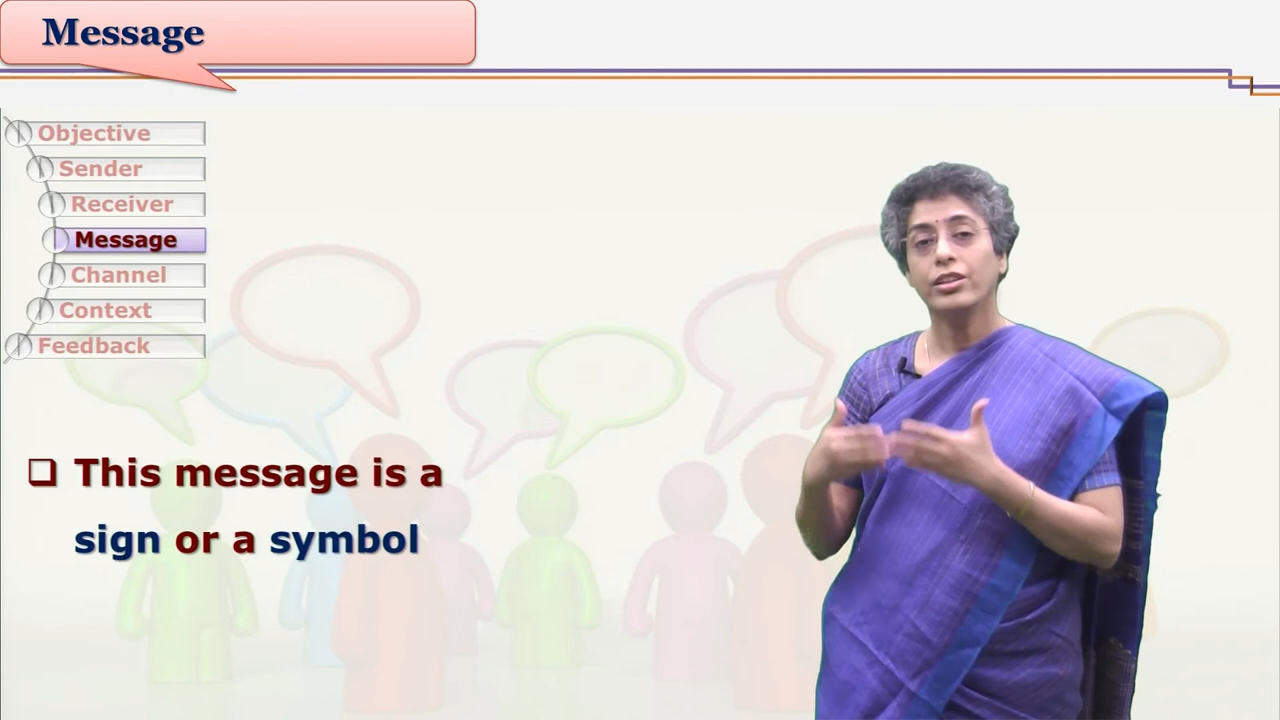 Message
Objective
Sender
Receiver
Message
Channel
Context
Feedback
This message is a
sign or a symbol